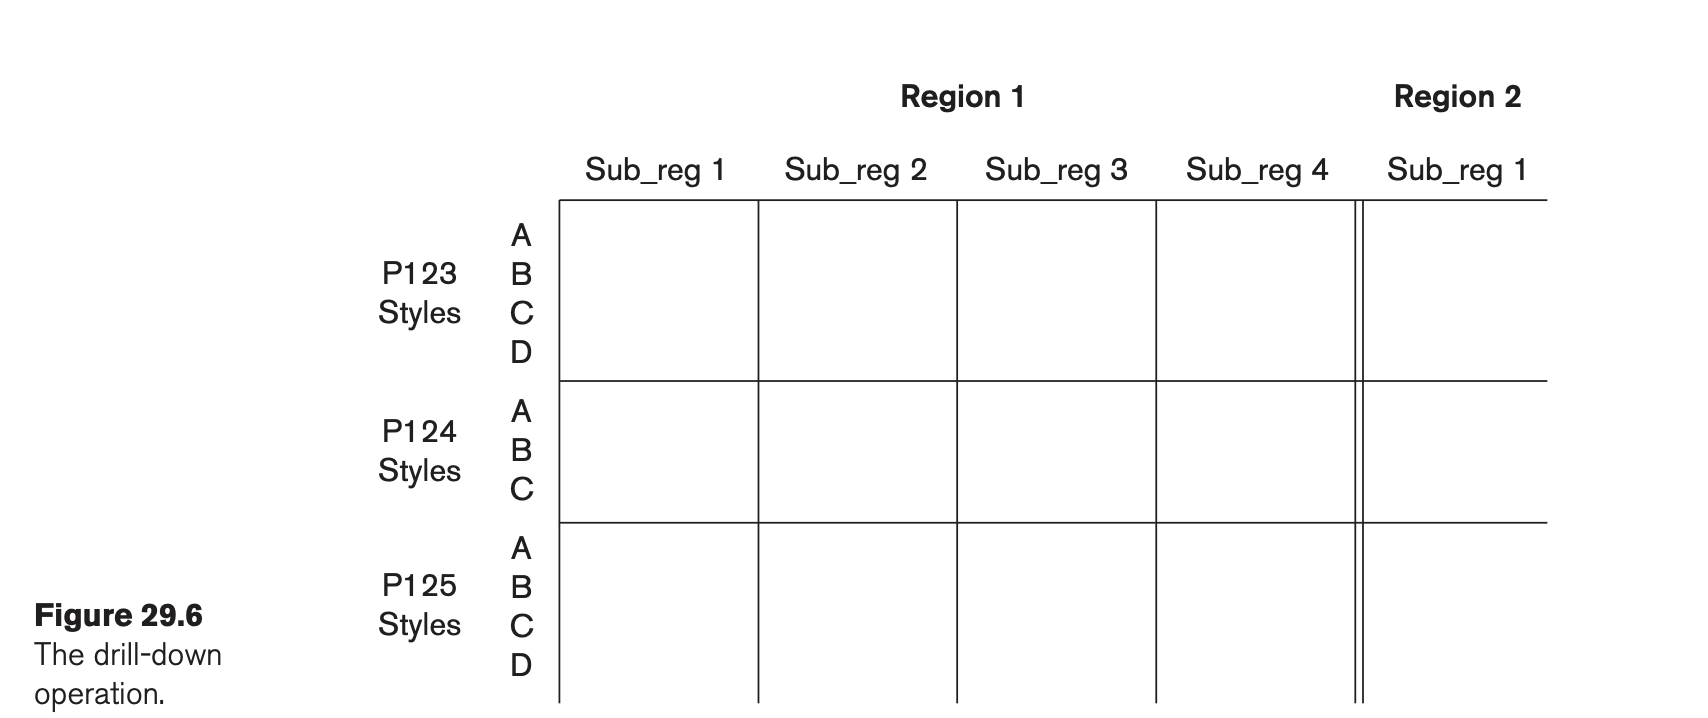 Region 1 Region 2
Sub_reg 1 Sub_reg 2 Sub_reg 3 Sub_reg 4 Sub_reg 1
P123
Styles
A
B
C
D
P124
Styles
A
B
C
P125
Styles
A
B
C
D
Figure 29.6
The drill-down
operation.